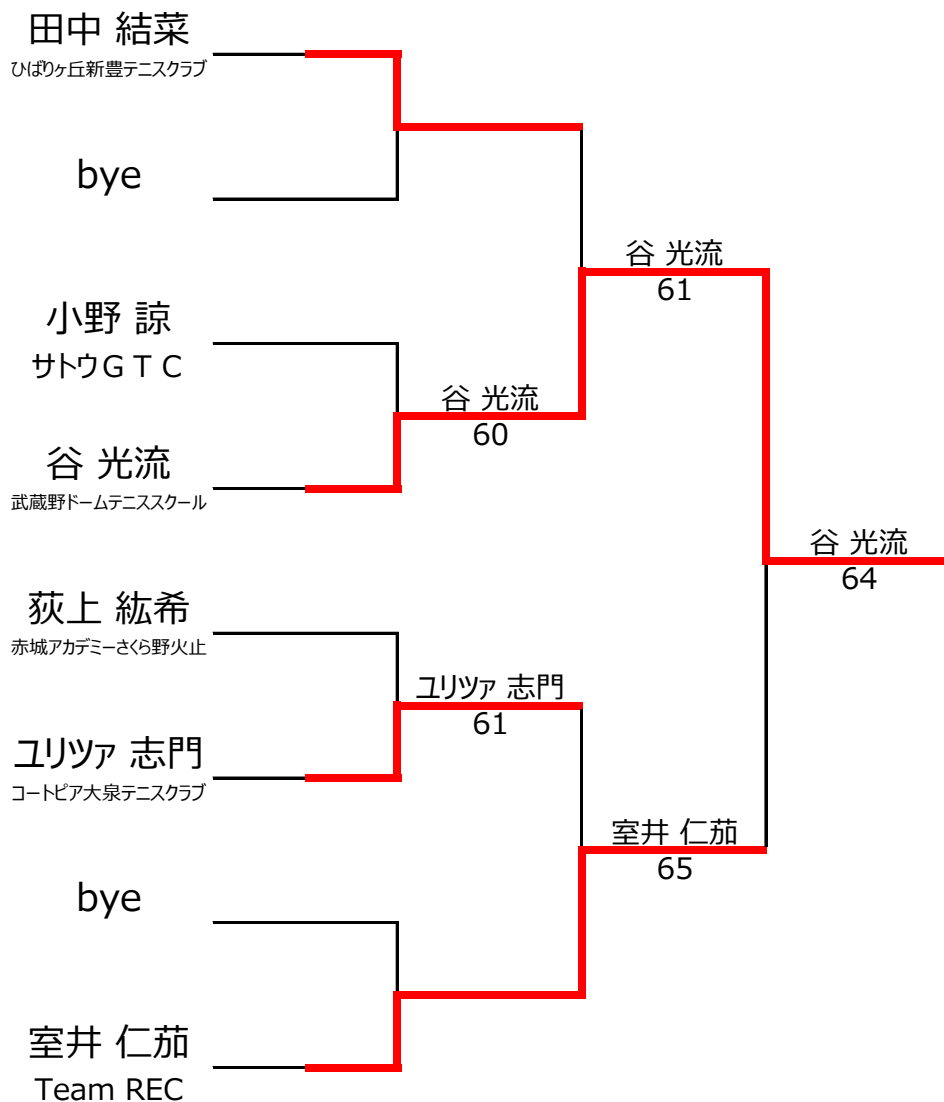 田中 結菜
ひばりヶ丘新豊テニスクラブ
bye
小野 諒
サトウＧＴＣ
谷 光流
武蔵野ドームテニススクール
荻上 紘希
赤城アカデミーさくら野火止
ユリツァ 志門
コートピア大泉テニスクラブ
bye
室井 仁茄
Team REC
谷 光流
60
ユリツァ 志門
61
谷 光流
61
室井 仁茄
65
谷 光流
64